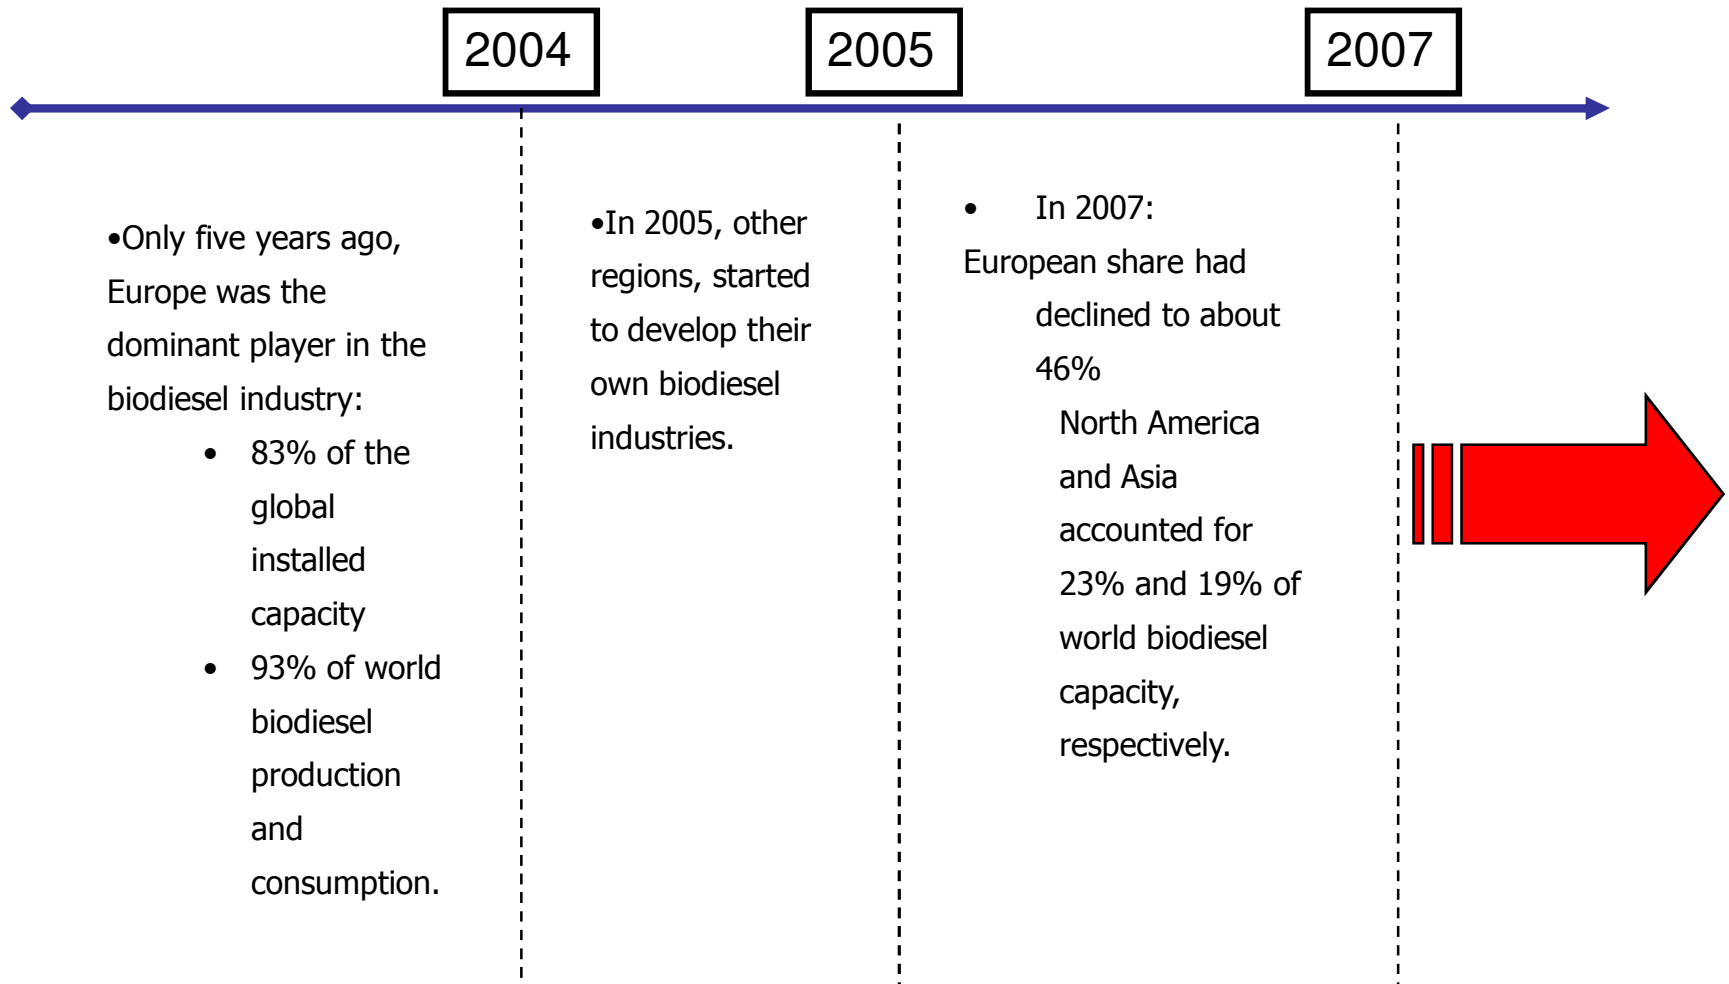 2004
2005
2007
•Only five years ago,
Europe was the
dominant player in the
biodiesel industry:
• 83% of the
global
installed
capacity
• 93% of world
biodiesel
production
and
consumption.
•In 2005, other
regions, started
to develop their
own biodiesel
industries.
• In 2007:
European share had
declined to about
46%
North America
and Asia
accounted for
23% and 19% of
world biodiesel
capacity,
respectively.